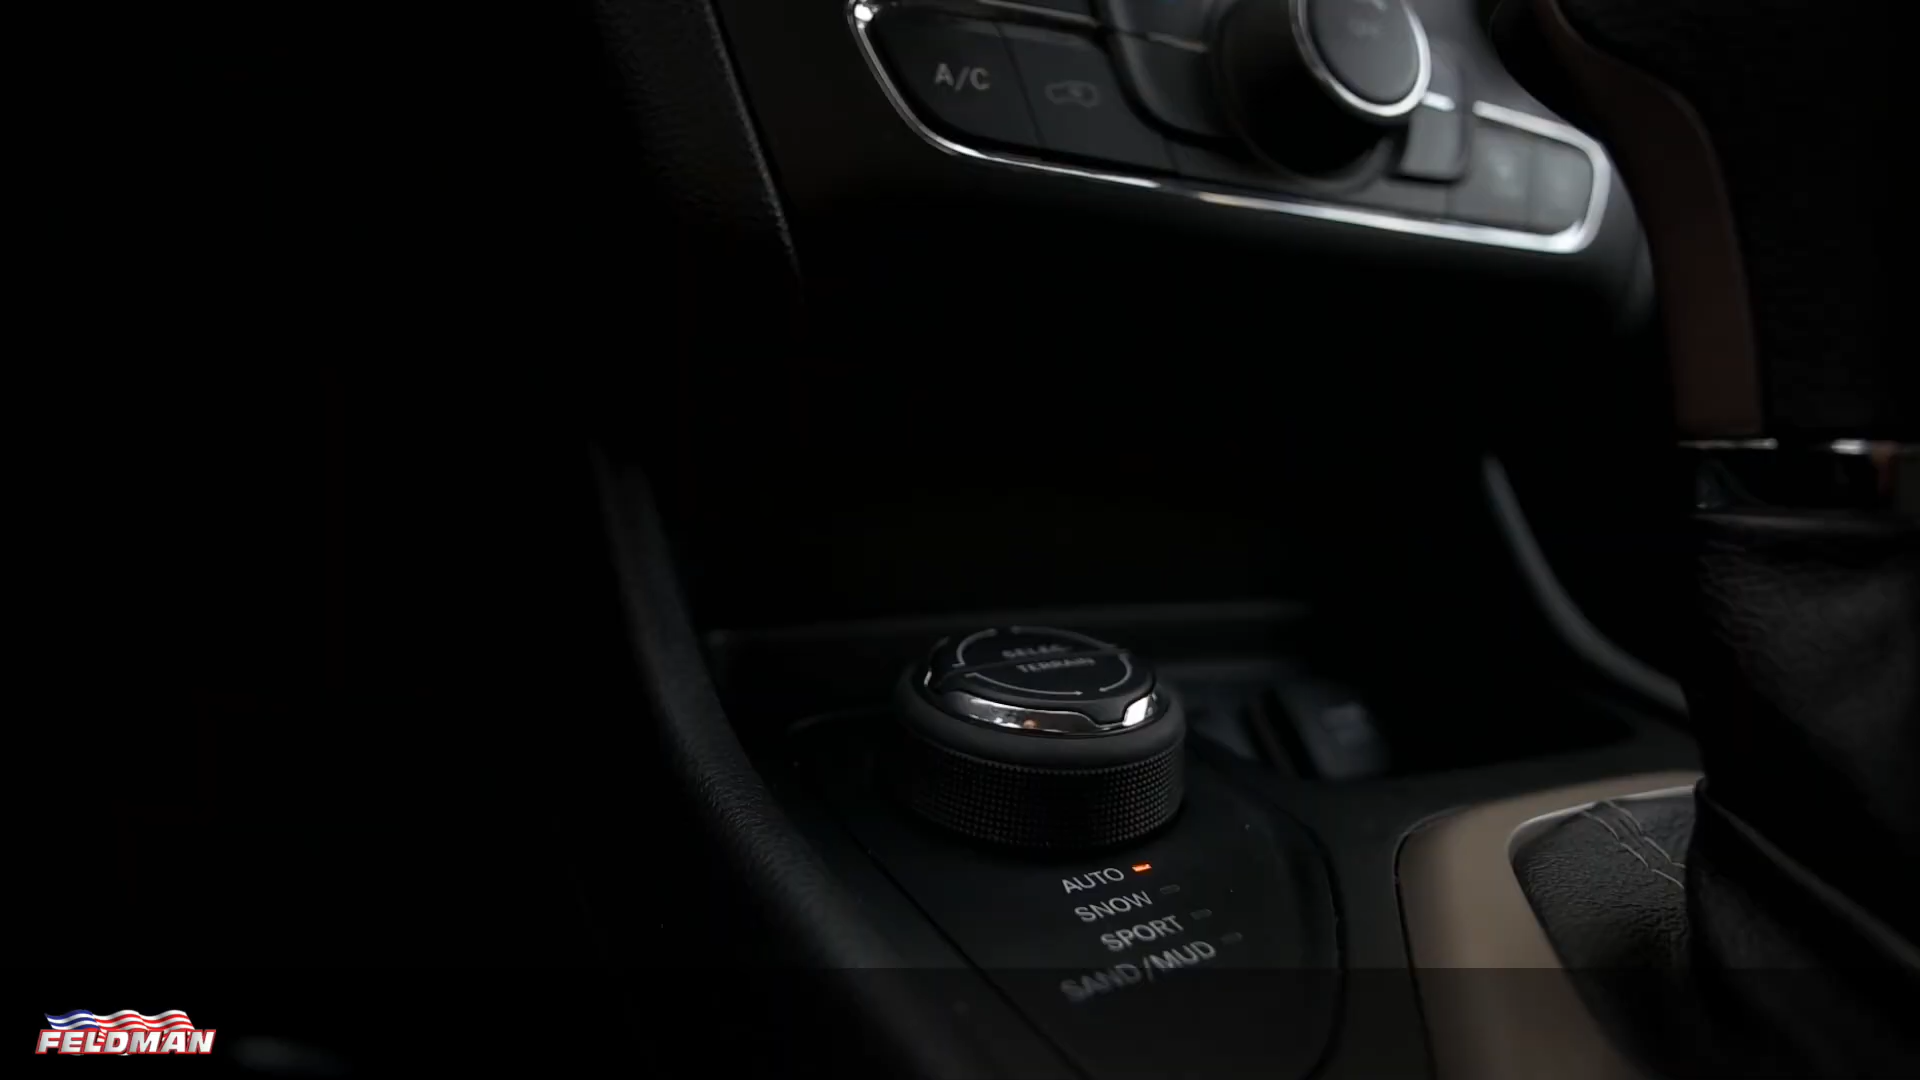 A/C
SELEC-
TERRAIN
AUTO
SNOW
SPORT
SAND/MUD
FELDMAN